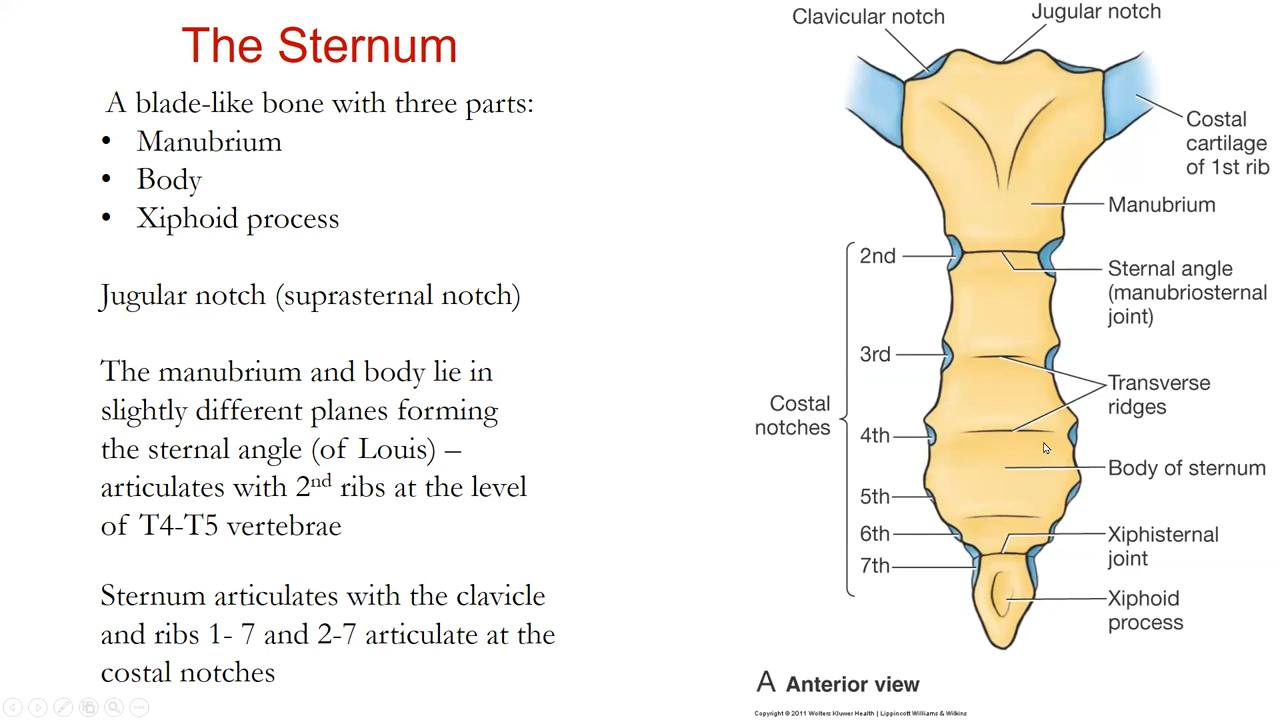 The Sternum
A blade-like bone with three parts:
• Manubrium
• Body
• Xiphoid process
Jugular notch (suprasternal notch)
The manubrium and body lie in
slightly different planes forming
the sternal angle (of Louis) –
articulates with 2nd ribs at the level
of T4-T5 vertebrae
Sternum articulates with the clavicle
and ribs 1- 7 and 2-7 articulate at the
costal notches
Clavicular notch
Jugular notch
Costal
cartilage
of 1st rib
Manubrium
2nd
Sternal angle
(manubriosternal
joint)
3rd
Transverse
ridges
Costal
notches
4th
Body of sternum
5th
6th
Xiphisternal
joint
7th
Xiphoid
process
A Anterior view
Copyright © 2011 Wolters Kluwer Health | Lippincott Williams & Wilkins